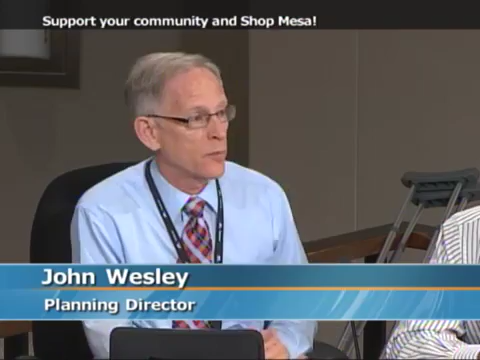 Support your community and Shop Mesa!
John Wesley
Planning Director